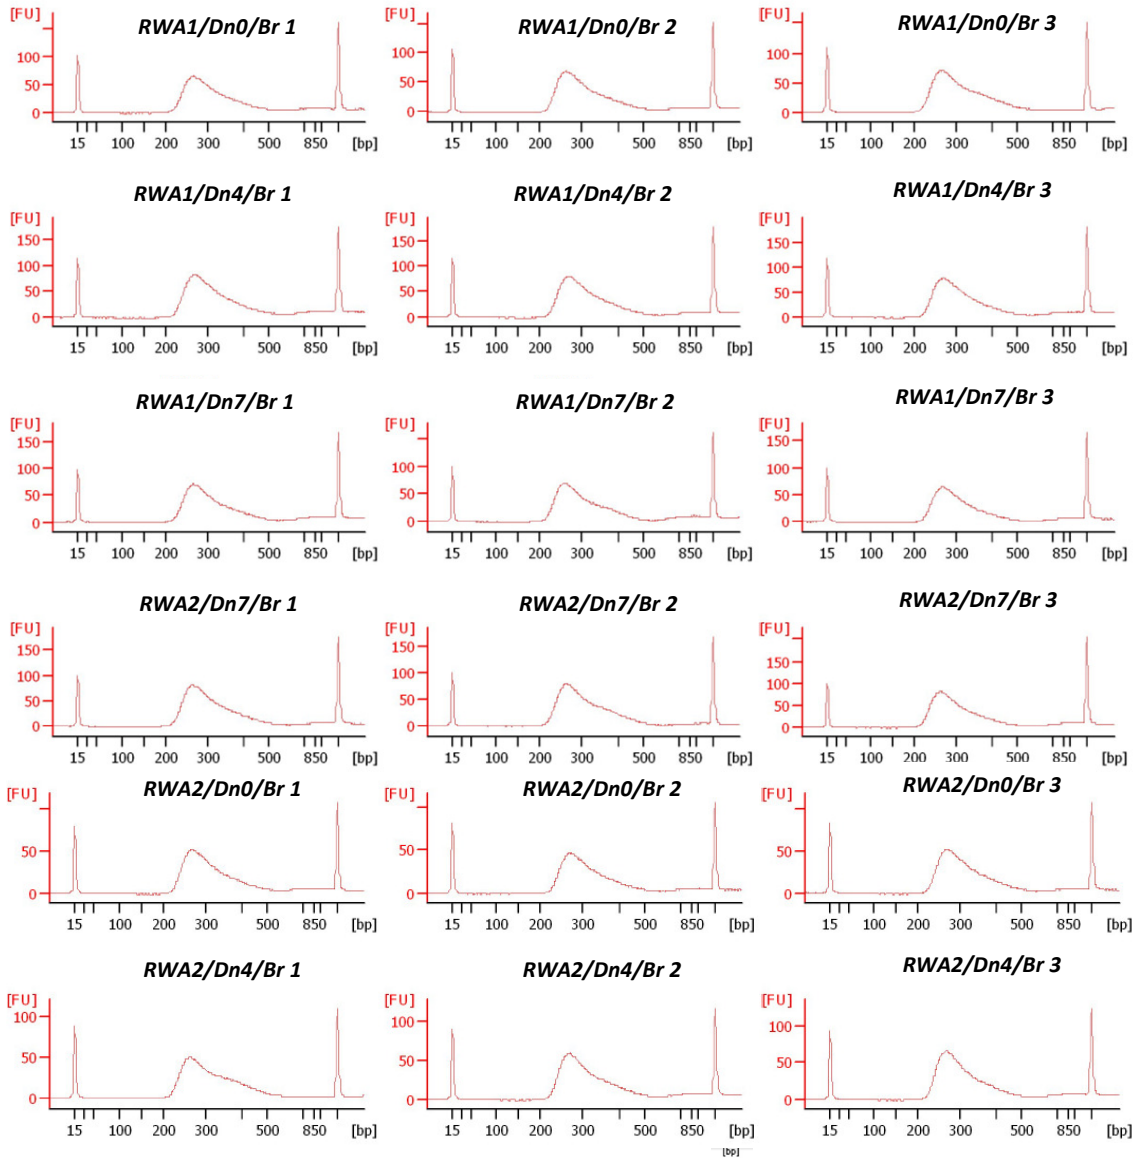 RWA1/Dn0/Br 1 RWA1/Dn0/Br 2 RWA1/Dn0/Br 3
[FU] [FU] [FU]
100 100 100
50 50 50
0 0 0
15 100 200 300 500 850 [bp] 15 100 200 300 500 850 [bp] 15 100 200 300 500 850 [bp]
RWA1/Dn4/Br 1 RWA1/Dn4/Br 2 RWA1/Dn4/Br 3
[FU] [FU] [FU]
150 150 150
100 100 100
50 50 50
0 0 0
15 100 200 300 500 850 [bp] 15 100 200 300 500 850 [bp] 15 100 200 300 500 850 [bp]
RWA1/Dn7/Br 1 RWA1/Dn7/Br 2 RWA1/Dn7/Br 3
[FU] [FU] [FU]
150 150
100 100 100
50 50 50
0 0 0
15 100 200 300 500 850 [bp] 15 100 200 300 500 850 [bp] 15 100 200 300 500 850 [bp]
RWA2/Dn7/Br 1 RWA2/Dn7/Br 2 RWA2/Dn7/Br 3
[FU] [FU] [FU]
150 150 150
100 100 100
50 50 50
0 0 0
15 100 200 300 500 850 [bp] 15 100 200 300 500 850 [bp] 15 100 200 300 500 850 [bp]
RWA2/Dn0/Br 1 RWA2/Dn0/Br 2 RWA2/Dn0/Br 3
[FU] [FU] [FU]
50 50 50
0 0 0
15 100 200 300 500 850 [bp] 15 100 200 300 500 850 [bp] 15 100 200 300 500 850 [bp]
RWA2/Dn4/Br 1 RWA2/Dn4/Br 2 RWA2/Dn4/Br 3
[FU] [FU] [FU]
100 100 100
50 50 50
0 0 0
15 100 200 300 500 850 [bp] 15 100 200 300 500 850 [bp] 15 100 200 300 500 850 [bp]
[bp]